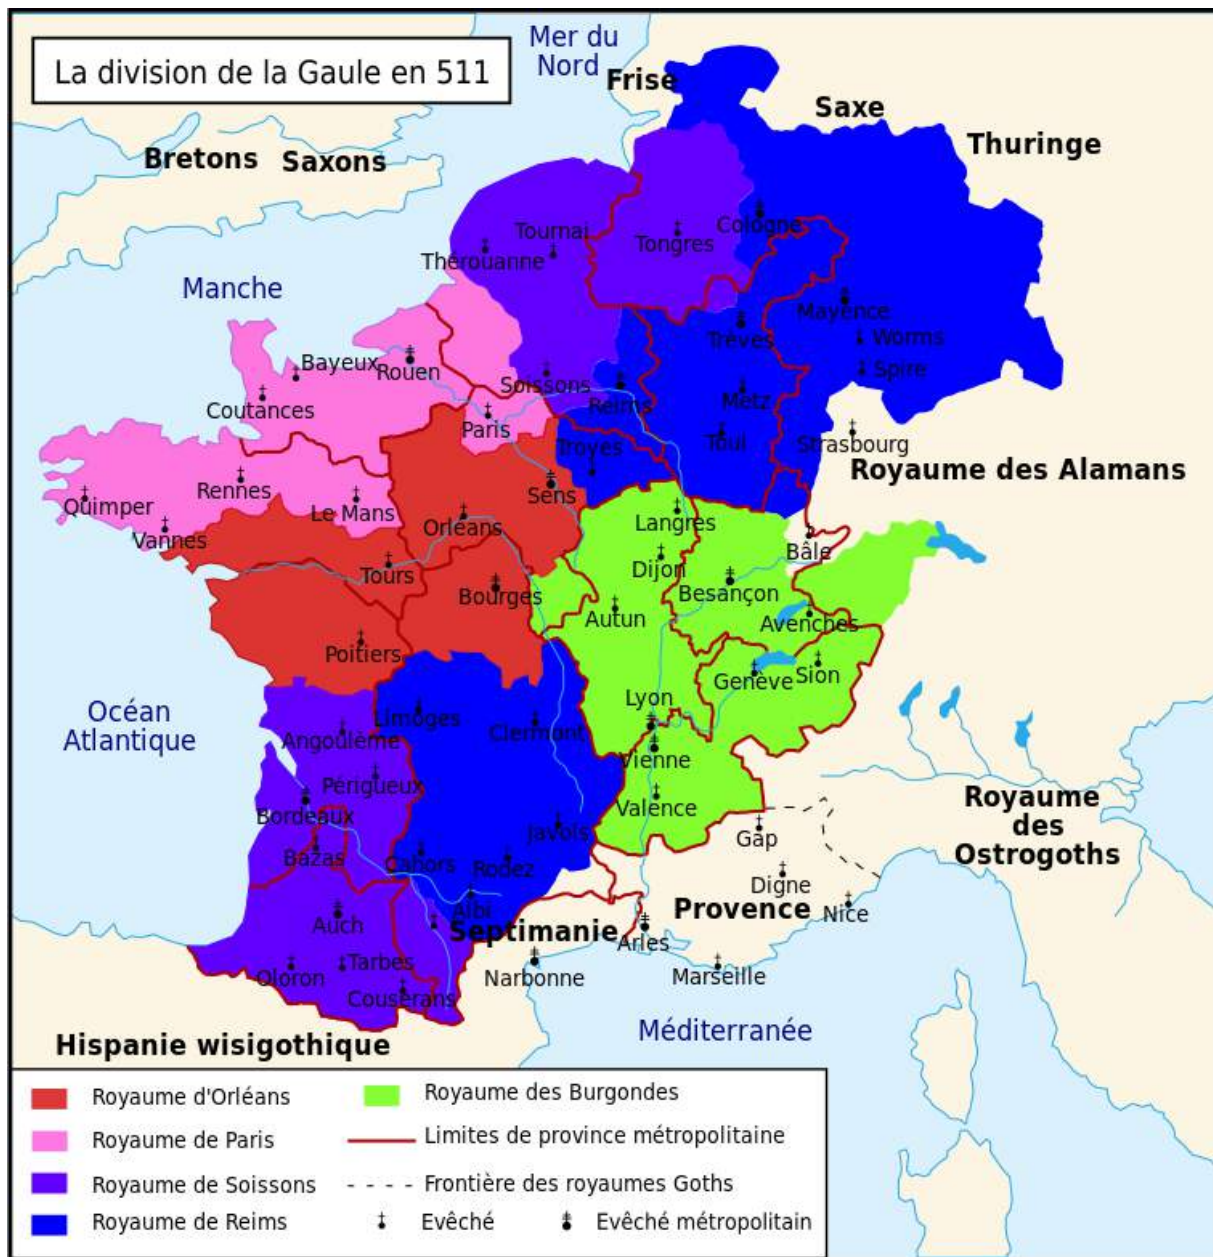 La division de la Gaule en 511
Mer du
Nord
Frise
Saxe
Thuringe
Bretons
Saxons
Cologne
Tournai
Tongres
Thérouanne
Manche
Mayence
Trèves
Worms
Bayeux
Rouen
Spire
Soissons
Coutances
Reims
Metz
Paris
Troyes
Toul
Strasbourg
Royaume des Alamans
Rennes
Sens
Quimper
Le Mans
Orléans
Langres
Vannes
Bâle
Dijon
Tours
Besançon
Bourges
Autun
Avenches
Poitiers
Genève
Sion
Lyon
Océan
Atlantique
Limoges
Clermont
Angoulème
Vienne
Périgueux
Valence
Bordeaux
Royaume
des
Ostrogoths
Javols
Gap
Bazas
Cahors
Rodez
Digne
Albi
Provence
Nice
Auch
Septimanie
Arles
Oloron
Tarbes
Narbonne
Marseille
Couserans
Méditerranée
Hispanie wisigothique
Royaume d'Orléans
Royaume des Burgondes
Royaume de Paris
Limites de province métropolitaine
Royaume de Soissons
Frontière des royaumes Goths
Royaume de Reims
Evêché
Evêché métropolitain